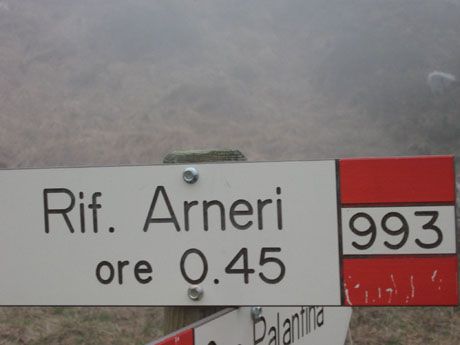 Rif. Arneri
ore 0.45
993
Palantina